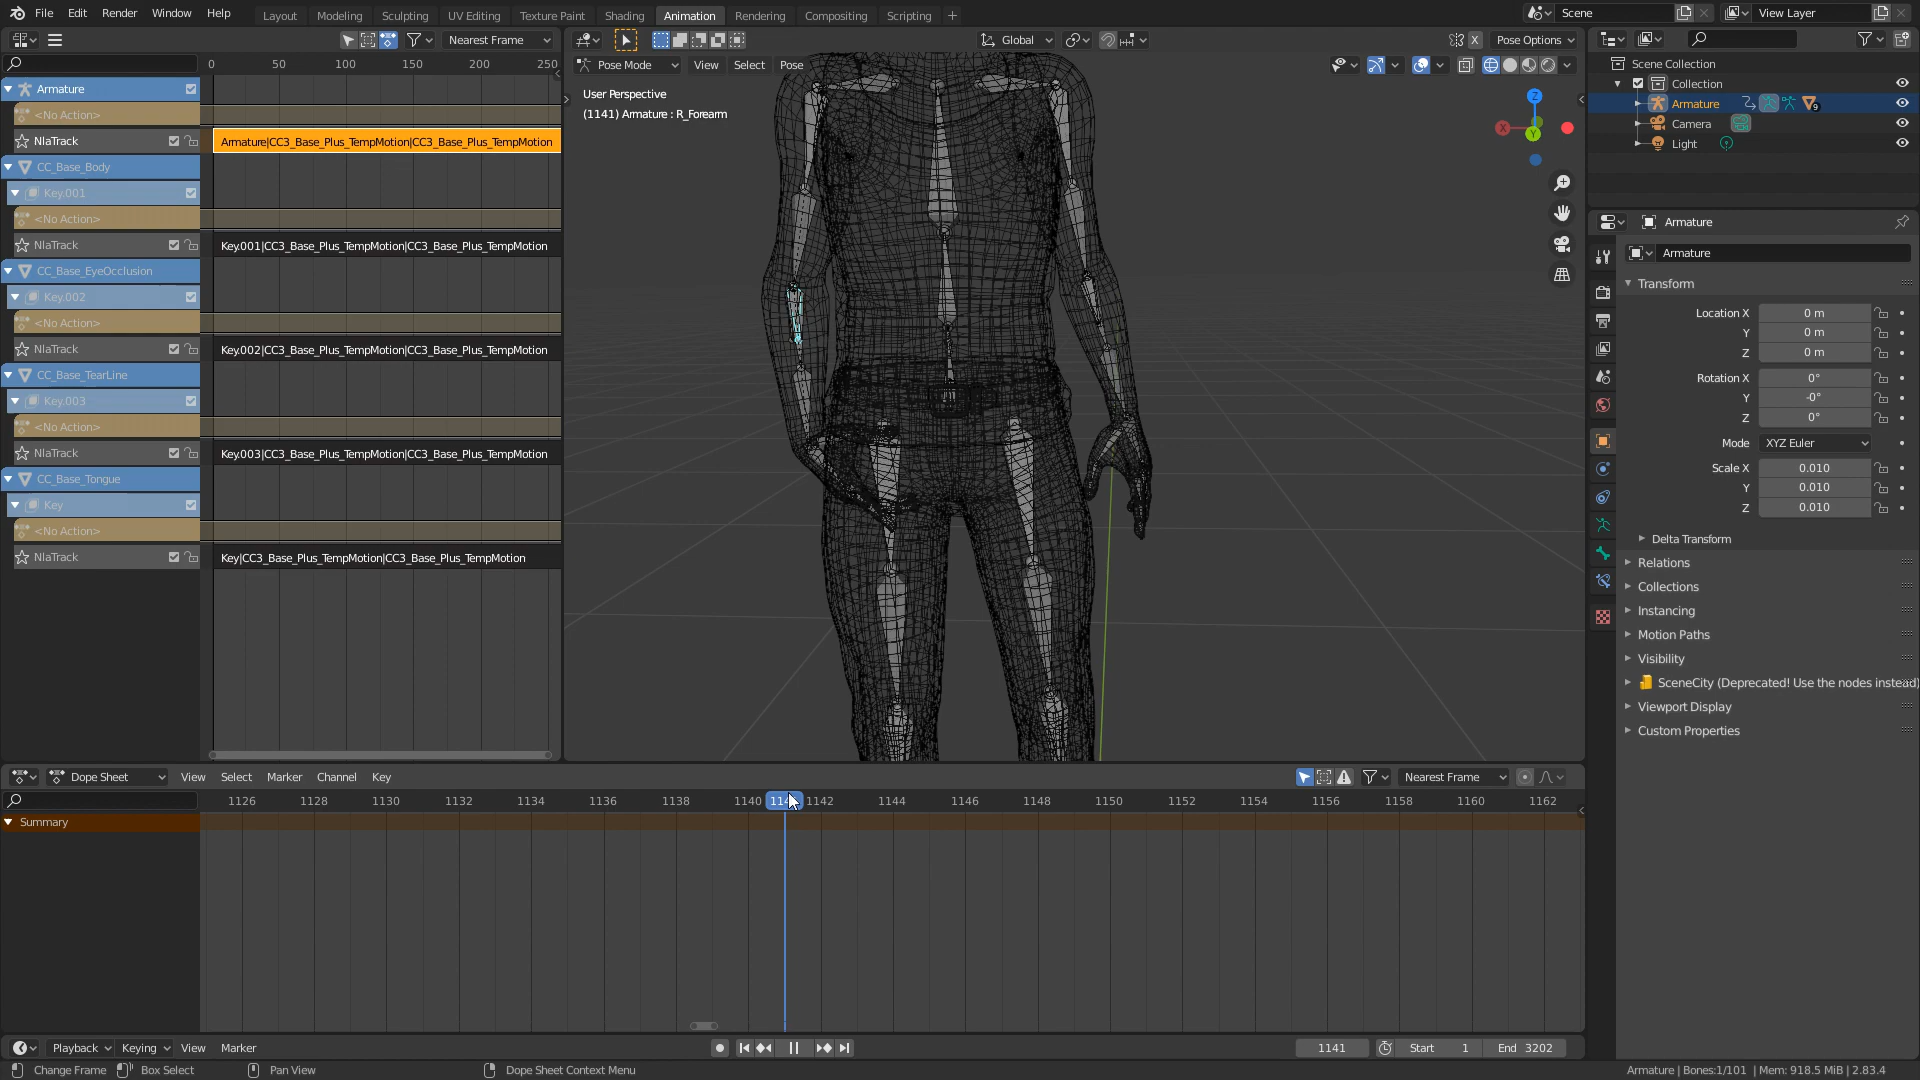 File Edit Render Window Help
Layout Modeling Sculpting UV Editing Texture Paint Shading Animation Rendering Compositing Scripting +
Scene
View Layer
Nearest Frame
Global
X
Pose Options
0 50 100 150 200 250
Pose Mode View Select Pose
Scene Collection
Collection
Armature
9
Camera
Light
Armature
<No Action>
NlaTrack
Armature|CC3_Base_Plus_TempMotion|CC3_Base_Plus_TempMotion
CC_Base_Body
Key.001
<No Action>
NlaTrack
Key.001|CC3_Base_Plus_TempMotion|CC3_Base_Plus_TempMotion
CC_Base_EyeOcclusion
Key.002
<No Action>
NlaTrack
Key.002|CC3_Base_Plus_TempMotion|CC3_Base_Plus_TempMotion
CC_Base_TearLine
Key.003
<No Action>
NlaTrack
Key.003|CC3_Base_Plus_TempMotion|CC3_Base_Plus_TempMotion
CC_Base_Tongue
Key
<No Action>
NlaTrack
Key|CC3_Base_Plus_TempMotion|CC3_Base_Plus_TempMotion
User Perspective
(1141) Armature : R_Forearm
Z
X
Y
Armature
Armature
Transform
Location X 0 m
Y 0 m
Z 0 m
Rotation X 0°
Y -0°
Z 0°
Mode XYZ Euler
Scale X 0.010
Y 0.010
Z 0.010
Delta Transform
Relations
Collections
Instancing
Motion Paths
Visibility
SceneCity (Deprecated! Use the nodes instead)
Viewport Display
Custom Properties
Dope Sheet View Select Marker Channel Key
Nearest Frame
1126 1128 1130 1132 1134 1136 1138 1140 1142 1144 1146 1148 1150 1152 1154 1156 1158 1160 1162
Summary
Playback Keying View Marker
1141
Start 1
End 3202
Change Frame Box Select Pan View Dope Sheet Context Menu
Armature | Bones:1/101 | Mem: 918.5 MiB | 2.83.4